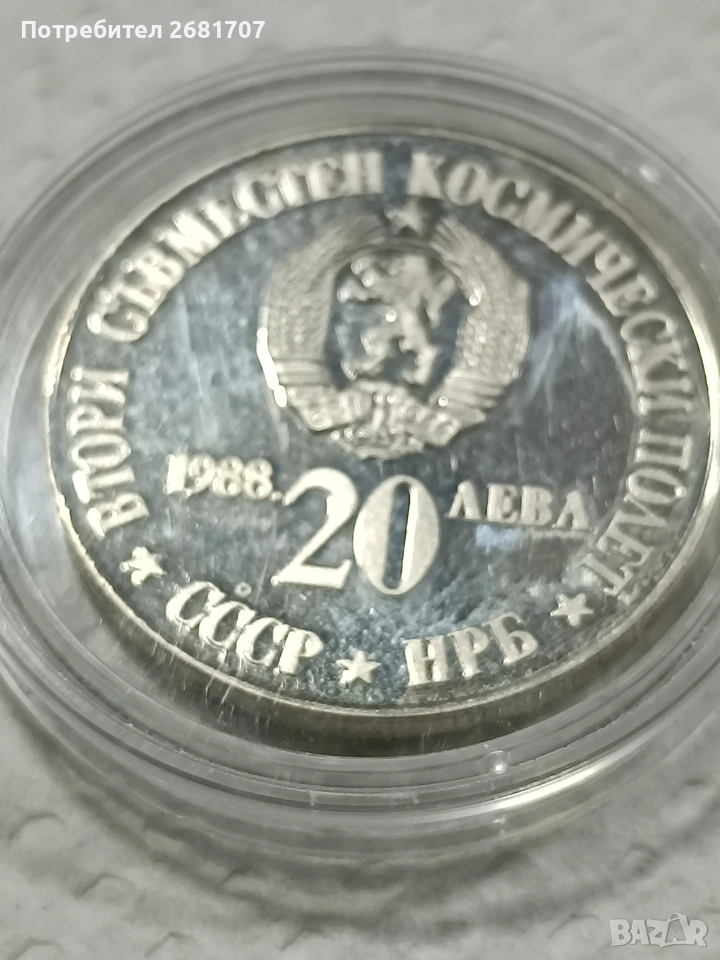 Потребител 2681707
ВТОРИ СЪВМЕСТЕН КОСМИЧЕСКИ ПОЛЕТ
1988.
20
ЛЕВА
СССР
НРБ
BAZAR